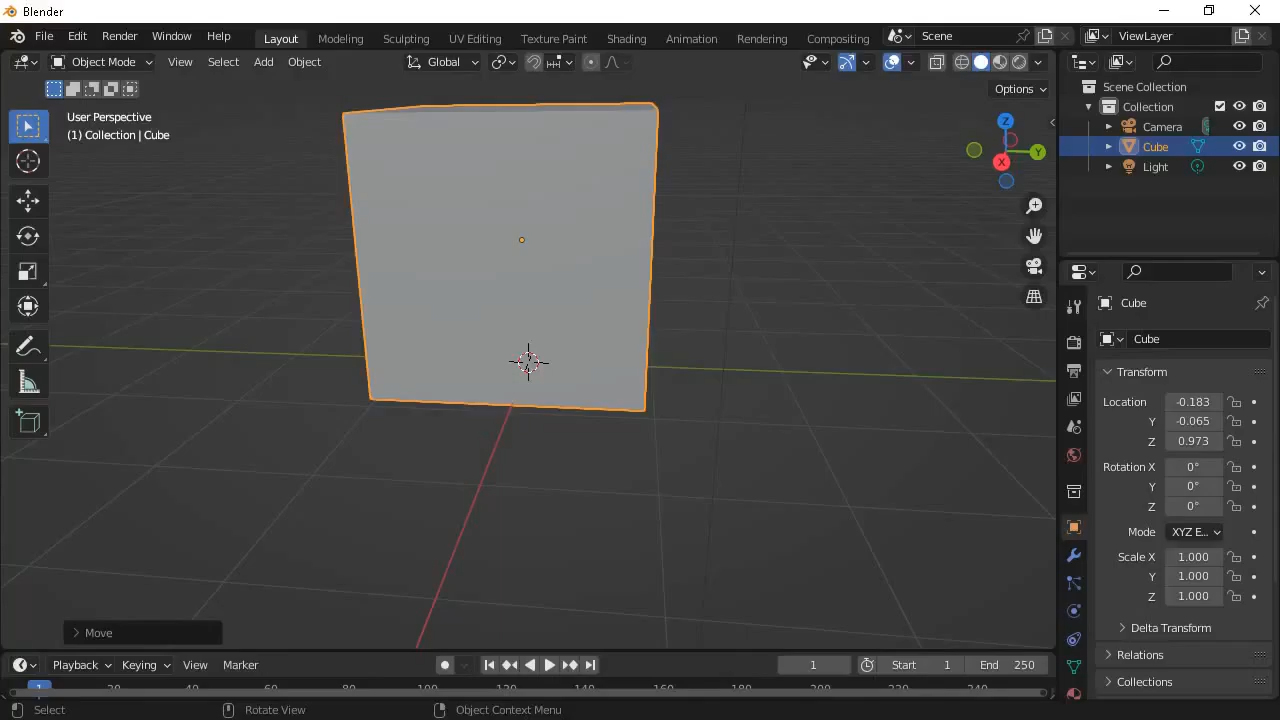 Blender
File Edit Render Window Help Layout Modeling Sculpting UV Editing Texture Paint Shading Animation Rendering Compositing Scene ViewLayer
Object Mode View Select Add Object Global
Options
User Perspective
(1) Collection | Cube
Z
Y
X
Move
Scene Collection
Collection
Camera
Cube
Light
Cube
Cube
Transform
Location -0.183
Y -0.065
Z 0.973
Rotation X 0°
Y 0°
Z 0°
Mode XYZ E...
Scale X 1.000
Y 1.000
Z 1.000
Delta Transform
Relations
Collections
Playback Keying View Marker 1 Start 1 End 250
1
Select Rotate View Object Context Menu